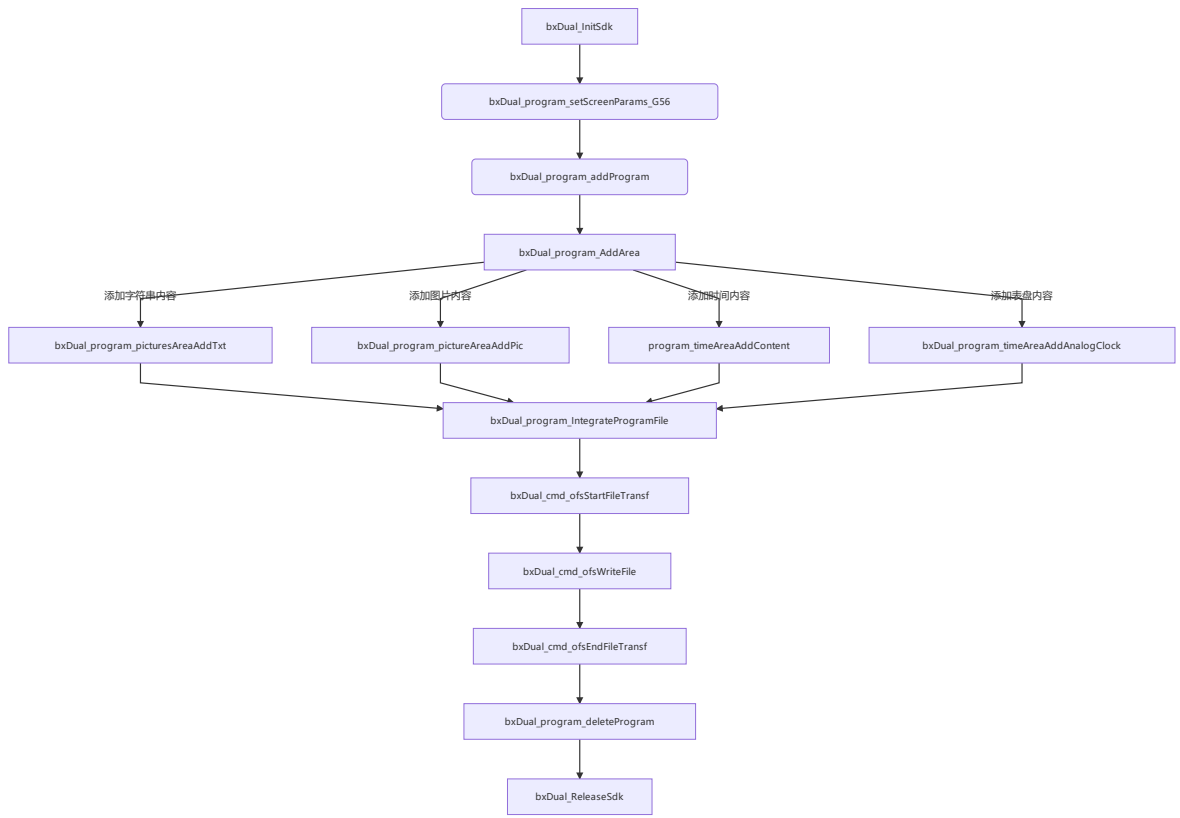 bxDual_InitSdk
bxDual_program_setScreenParams_G56
bxDual_program_addProgram
bxDual_program_AddArea
添加字符串内容
添加图片内容
添加时间内容
添加表盘内容
bxDual_program_picturesAreaAddTxt
bxDual_program_pictureAreaAddPic
program_timeAreaAddContent
bxDual_program_timeAreaAddAnalogClock
bxDual_program_IntegrateProgramFile
bxDual_cmd_ofsStartFileTransf
bxDual_cmd_ofsWriteFile
bxDual_cmd_ofsEndFileTransf
bxDual_program_deleteProgram
bxDual_ReleaseSdk